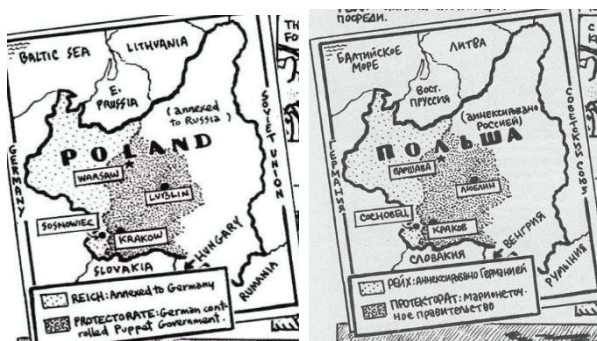 BALTIC SEA
LITHUANIA
E. PRUSSIA
(annexed to Russia)
SOVIET UNION
GERMANY
POLAND
WARSAW
LUBLIN
SOSNOWIEC
KRAKOW
HUNGARY
SLOVAKIA
RUMANIA
REICH: Annexed to Germany
PROTECTORATE: German cont
rolled Puppet Government.
TH
FO
ПОСРЕДИ.
БАЛТИЙСКОЕ
МОРЕ
ЛИТВА
ВОСТ.
ПРУССИЯ
(аннексировано
РОССИЕЙ)
СОВЕТСКИЙ СОЮЗ
ГЕРМАНИЯ
ПОЛЬША
ВАРШАВА
ЛЮБЛИН
СОСНОВЕЦ
КРАКОВ
ВЕНГРИЯ
СЛОВАКИЯ
РУМЫНИЯ
РЕЙХ: Аннексировано Германией
ПРОТЕКТОРАТ: Марионеточ-
ное правительство